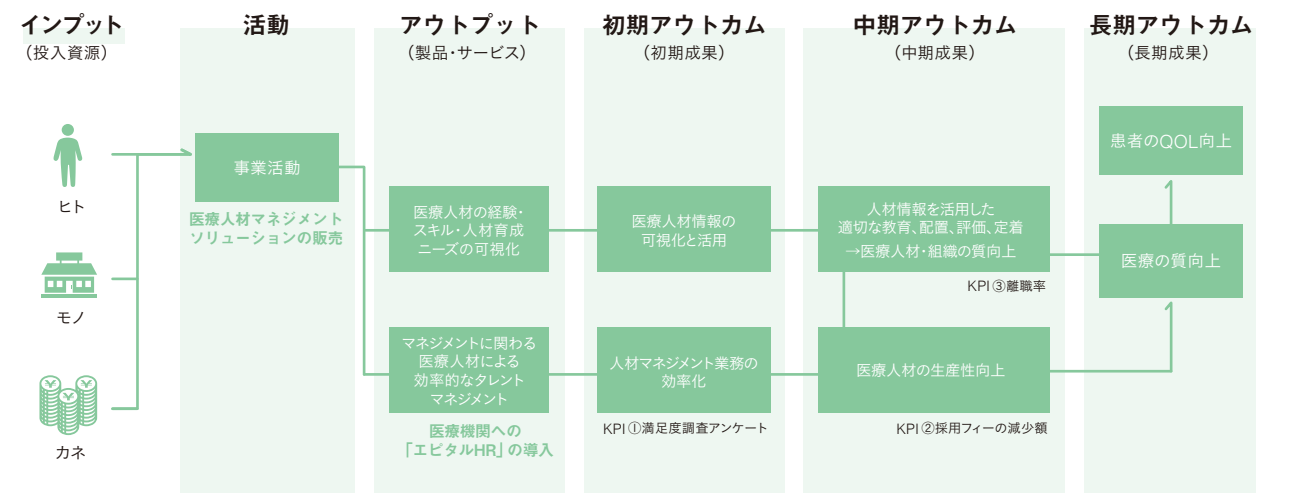 インプット
（投入資源）
ヒト
モノ
カネ
活動
事業活動
医療人材マネジメント
ソリューションの販売
アウトプット
（製品・サービス）
医療人材の経験・
スキル・人材育成
ニーズの可視化
マネジメントに関わる
医療人材による
効率的なタレント
マネジメント
医療機関への
「エピタルHR」の導入
初期アウトカム
（初期成果）
医療人材情報の
可視化と活用
人材マネジメント業務の
効率化
KPI①満足度調査アンケート
中期アウトカム
（中期成果）
人材情報を活用した
適切な教育、配置、評価、定着
→医療人材・組織の質向上
KPI③離職率
医療人材の生産性向上
KPI②採用フィーの減少額
長期アウトカム
（長期成果）
患者のQOL向上
医療の質向上